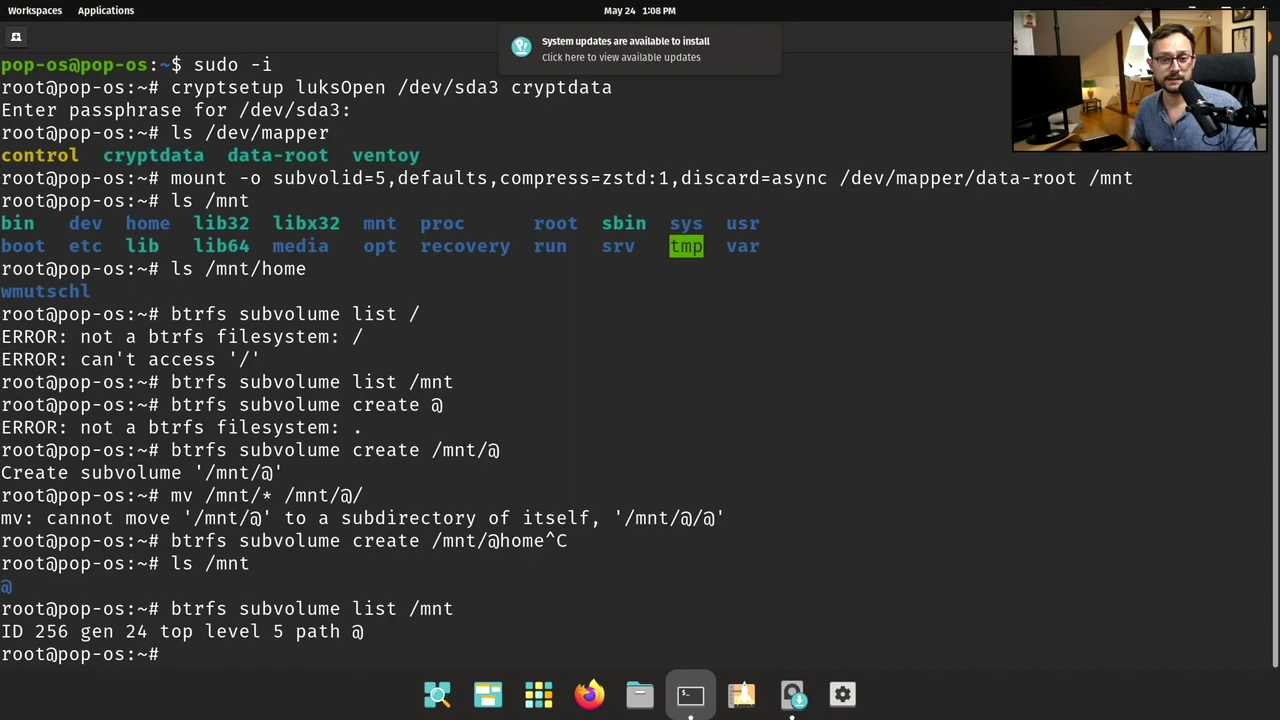 Workspaces Applications May 24 1:08 PM
System updates are available to install
Click here to view available updates
pop-os@pop-os:~$ sudo -i
root@pop-os:~# cryptsetup luksOpen /dev/sda3 cryptdata
Enter passphrase for /dev/sda3:
root@pop-os:~# ls /dev/mapper
control cryptdata data-root ventoy
root@pop-os:~# mount -o subvolid=5,defaults,compress=zstd:1,discard=async /dev/mapper/data-root /mnt
root@pop-os:~# ls /mnt
bin dev home lib32 libx32 mnt proc root sbin sys usr
boot etc lib lib64 media opt recovery run srv tmp var
root@pop-os:~# ls /mnt/home
wmutschl
root@pop-os:~# btrfs subvolume list /
ERROR: not a btrfs filesystem: /
ERROR: can't access '/'
root@pop-os:~# btrfs subvolume list /mnt
root@pop-os:~# btrfs subvolume create @
ERROR: not a btrfs filesystem: .
root@pop-os:~# btrfs subvolume create /mnt/@
Create subvolume '/mnt/@'
root@pop-os:~# mv /mnt/* /mnt/@/
mv: cannot move '/mnt/@' to a subdirectory of itself, '/mnt/@/@'
root@pop-os:~# btrfs subvolume create /mnt/@home^C
root@pop-os:~# ls /mnt
@
root@pop-os:~# btrfs subvolume list /mnt
ID 256 gen 24 top level 5 path @
root@pop-os:~#